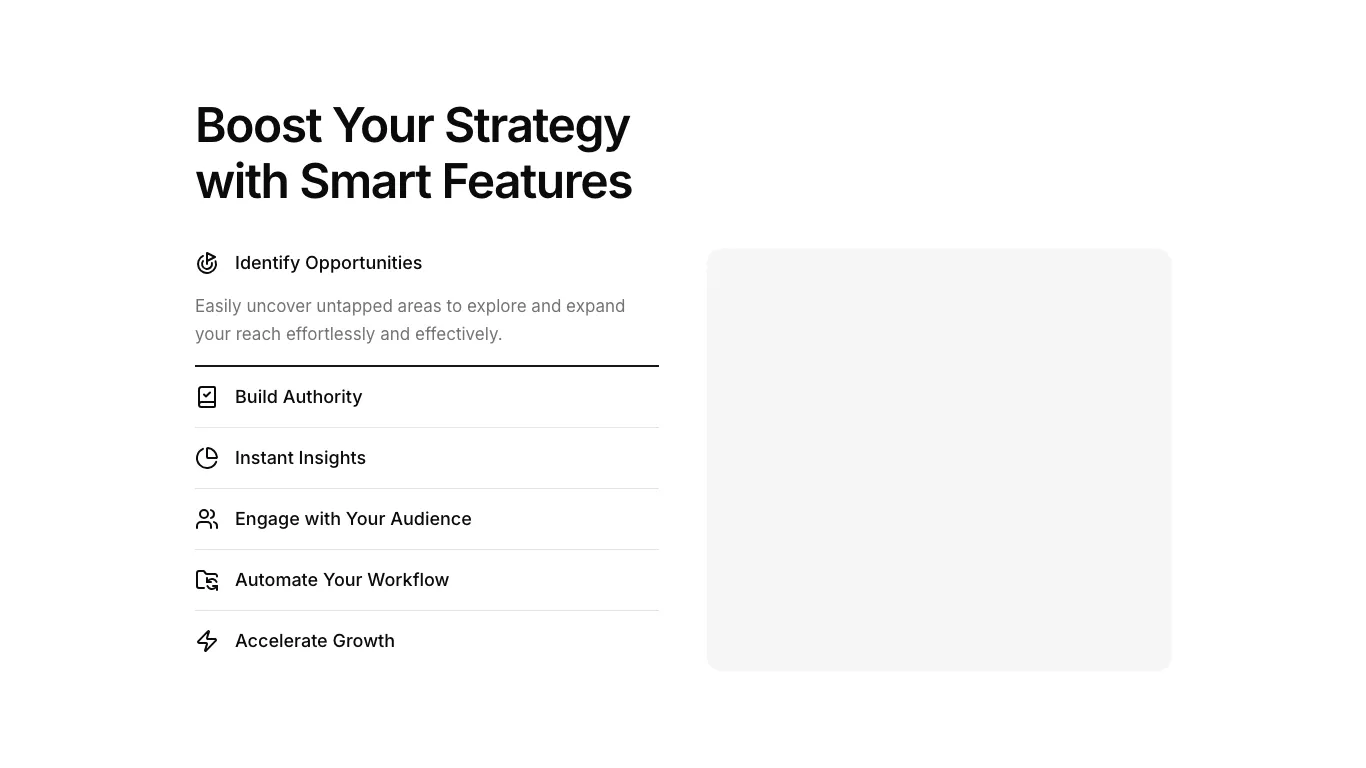 Boost Your Strategy
with Smart Features
Identify Opportunities
Easily uncover untapped areas to explore and expand
your reach effortlessly and effectively.
Build Authority
Instant Insights
Engage with Your Audience
Automate Your Workflow
Accelerate Growth